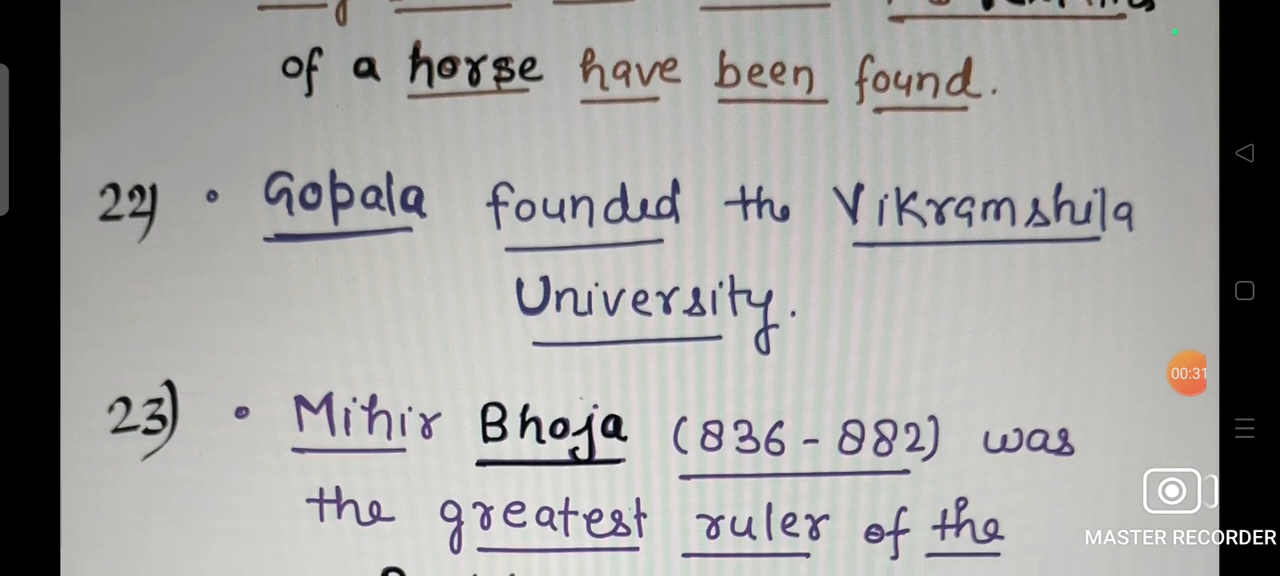 of a horse have been found.
22) • Gopala founded the Vikramshila
University.
00:31
23) • Mihir Bhoja (836-882) was
the greatest ruler of the
MASTER RECORDER